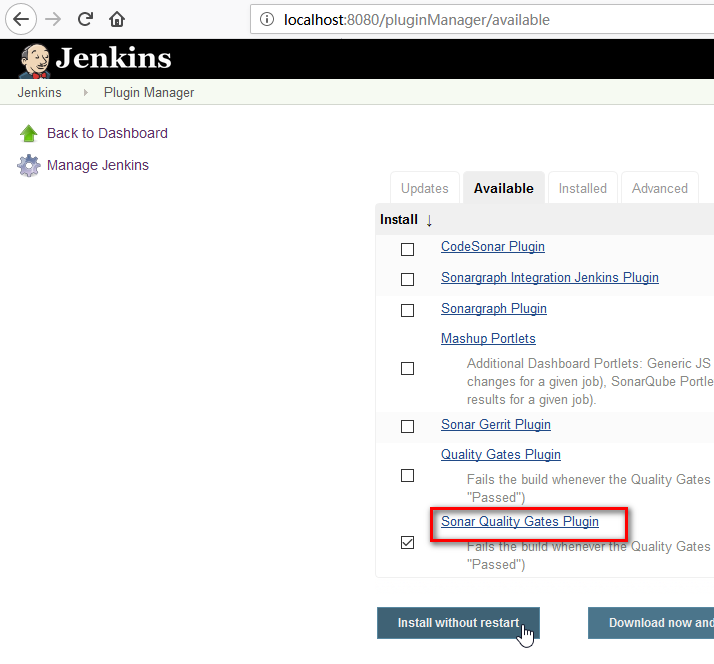 localhost:8080/pluginManager/available
Jenkins
Jenkins Plugin Manager
Back to Dashboard
Manage Jenkins
Updates Available Installed Advanced
Install ↓
CodeSonar Plugin
Sonargraph Integration Jenkins Plugin
Sonargraph Plugin
Mashup Portlets
Additional Dashboard Portlets: Generic JS
changes for a given job), SonarQube Portle
results for a given job).
Sonar Gerrit Plugin
Quality Gates Plugin
Fails the build whenever the Quality Gates
"Passed")
Sonar Quality Gates Plugin
Fails the build whenever the Quality Gates
"Passed")
Install without restart Download now and